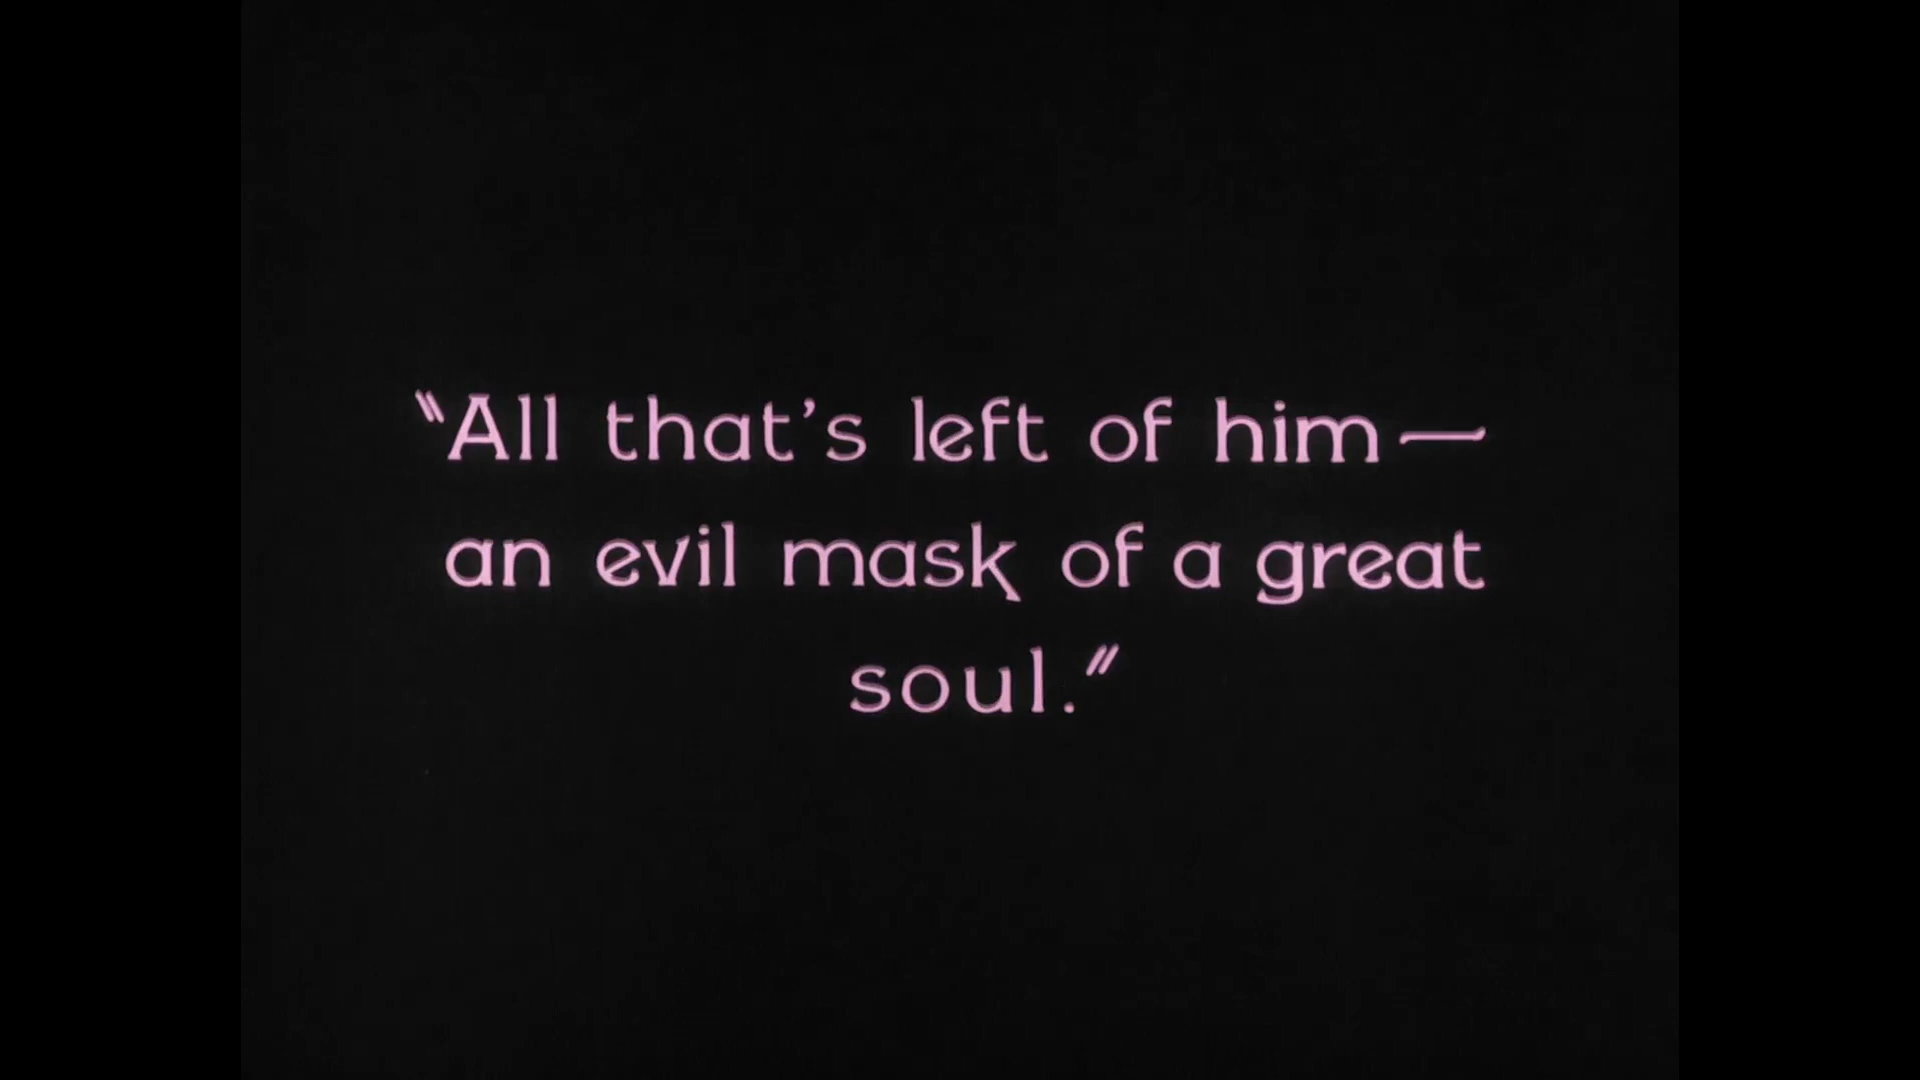 "All that's left of him—
an evil mask of a great
soul."